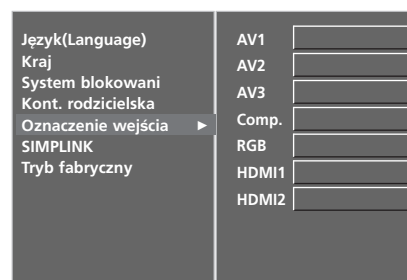 Język(Language)
Kraj
System blokowani
Kont. rodzicielska
Oznaczenie wejścia ►
SIMPLINK
Tryb fabryczny
AV1
AV2
AV3
Comp.
RGB
HDMI1
HDMI2